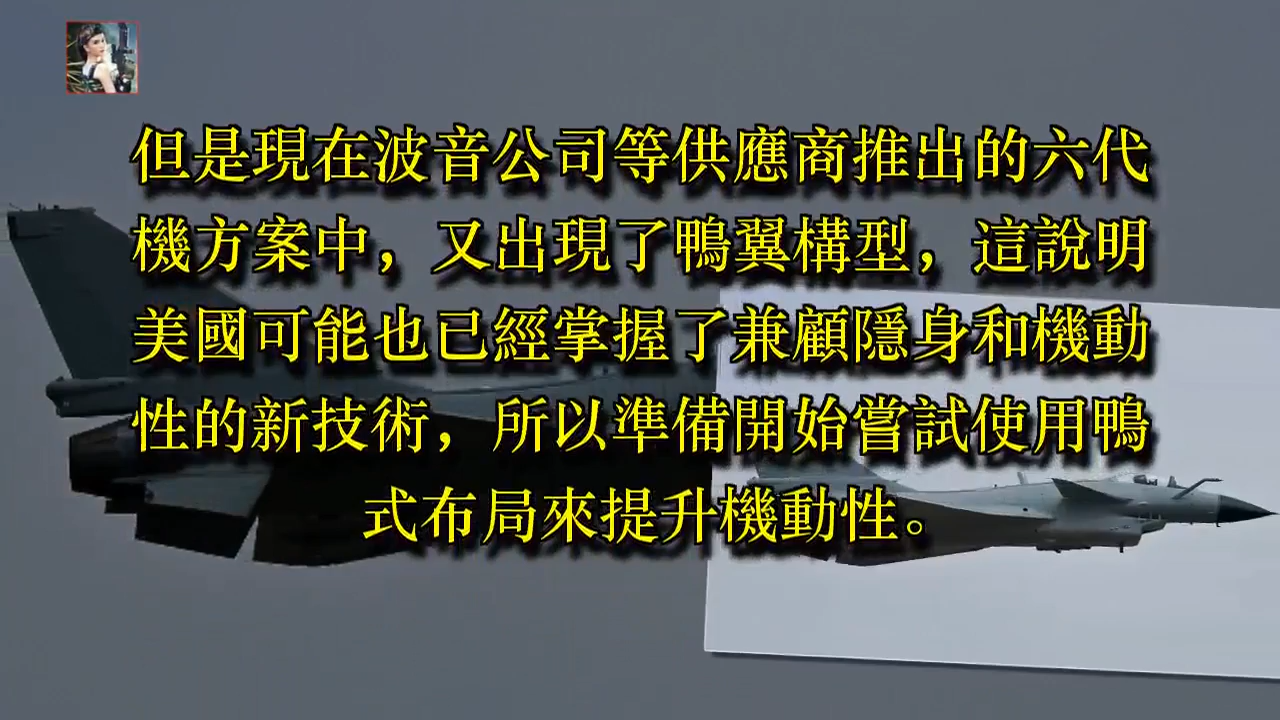 但是現在波音公司等供應商推出的六代
機方案中，又出現了鴨翼構型，這說明
美國可能也已經掌握了兼顧隱身和機動
性的新技術，所以準備開始嘗試使用鴨
式布局來提升機動性。